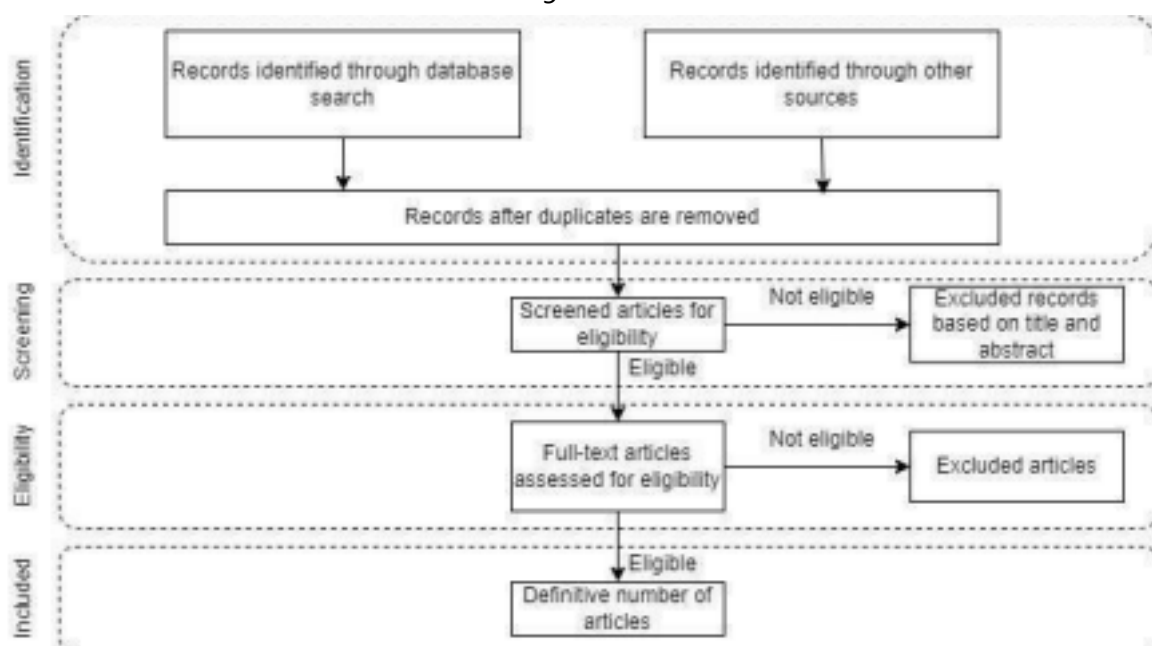 Identification
Records identified through database
search
Records identified through other
sources
Records after duplicates are removed
Screening
Screened articles for
eligibility
Not eligible
Excluded records
based on title and
abstract
Eligible
Eligibility
Full-text articles
assessed for eligibility
Not eligible
Excluded articles
Eligible
Included
Definitive number of
articles